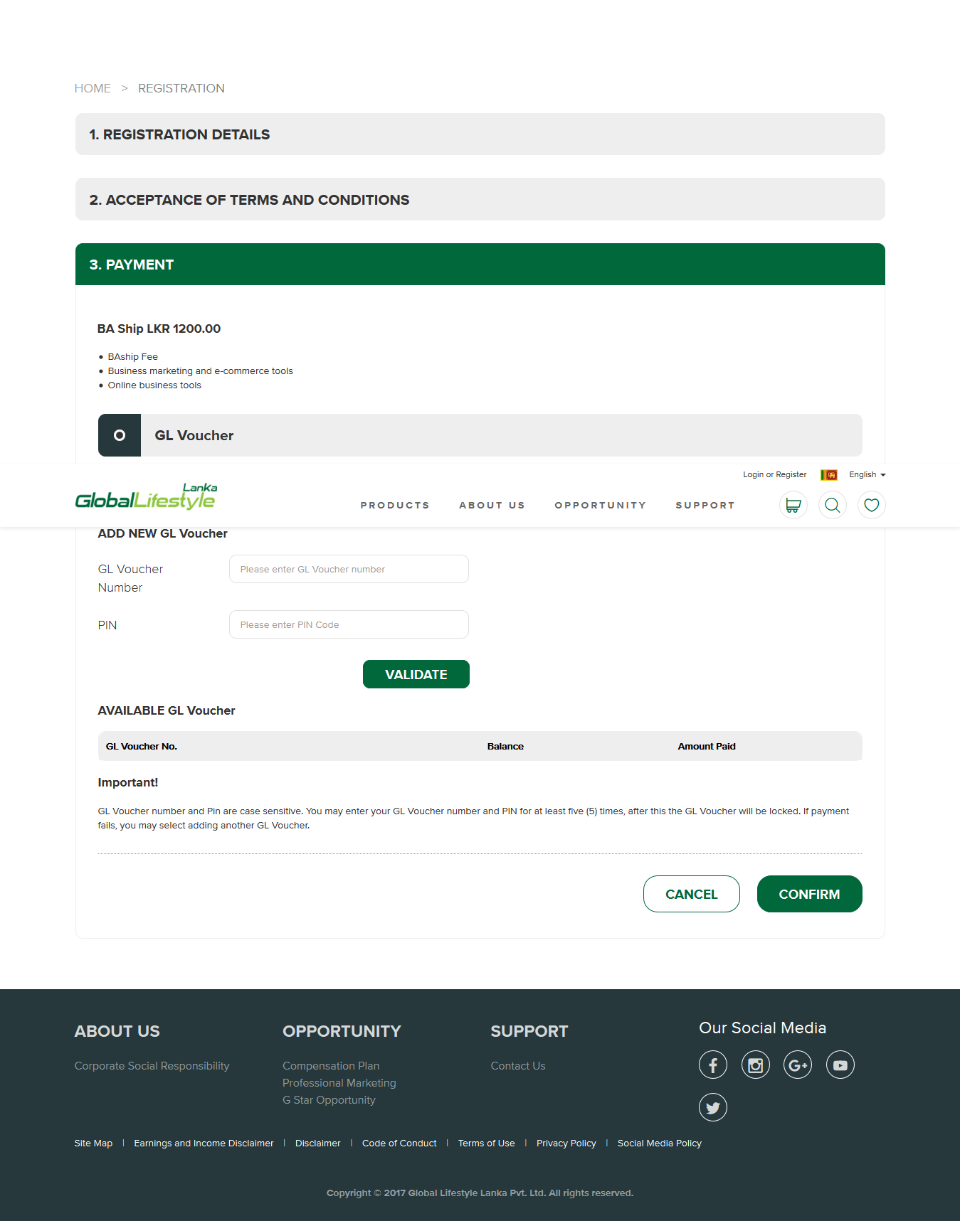 HOME > REGISTRATION
1. REGISTRATION DETAILS
2. ACCEPTANCE OF TERMS AND CONDITIONS
3. PAYMENT
BA Ship LKR 1200.00
• BAship Fee
• Business marketing and e-commerce tools
• Online business tools
GL Voucher
Login or Register English
Lanka
GlobalLifestyle
PRODUCTS ABOUT US OPPORTUNITY SUPPORT
ADD NEW GL Voucher
GL Voucher
Number
Please enter GL Voucher number
PIN
Please enter PIN Code
VALIDATE
AVAILABLE GL Voucher
GL Voucher No. Balance Amount Paid
Important!
GL Voucher number and Pin are case sensitive. You may enter your GL Voucher number and PIN for at least five (5) times, after this the GL Voucher will be locked. If payment
fails, you may select adding another GL Voucher.
CANCEL CONFIRM
ABOUT US
Corporate Social Responsibility
OPPORTUNITY
Compensation Plan
Professional Marketing
G Star Opportunity
SUPPORT
Contact Us
Our Social Media
Site Map | Earnings and Income Disclaimer | Disclaimer | Code of Conduct | Terms of Use | Privacy Policy | Social Media Policy
Copyright © 2017 Global Lifestyle Lanka Pvt. Ltd. All rights reserved.